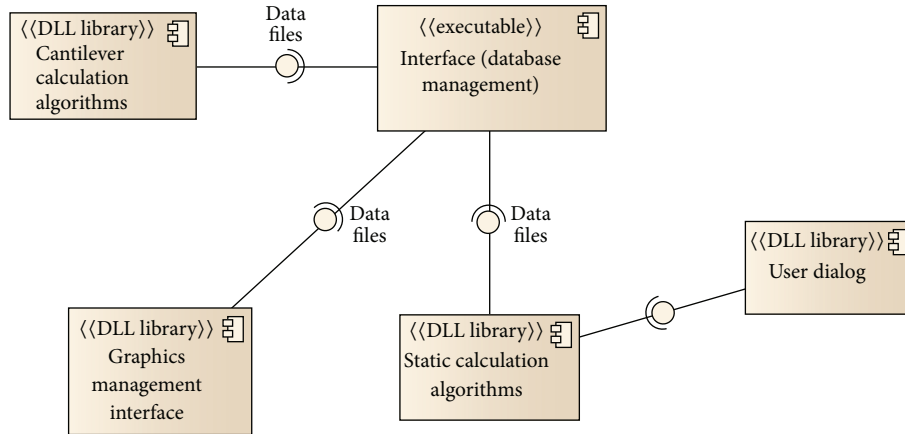 ⟨⟨DLL library⟩⟩
Cantilever
calculation
algorithms
Data
files
⟨⟨executable⟩⟩
Interface (database
management)
Data
files
Data
files
⟨⟨DLL library⟩⟩
User dialog
⟨⟨DLL library⟩⟩
Graphics
management
interface
⟨⟨DLL library⟩⟩
Static calculation
algorithms